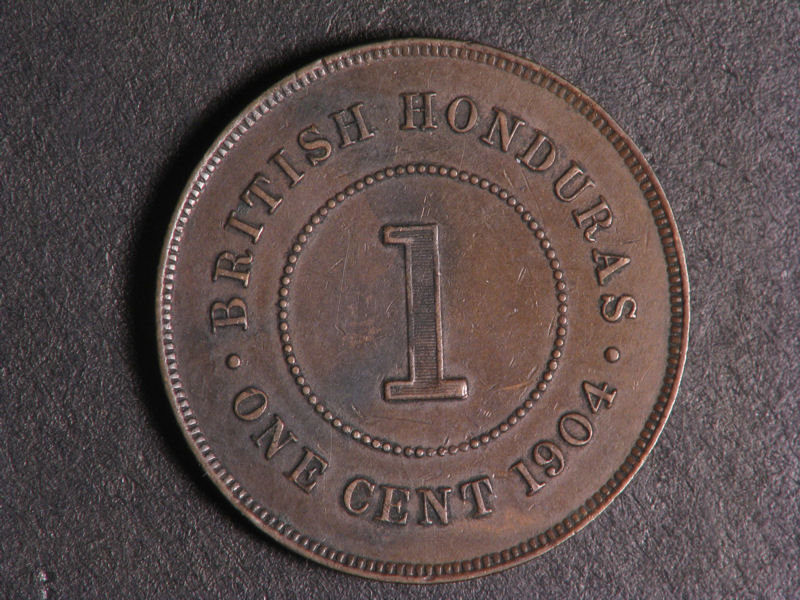 BRITISH HONDURAS
1
· ONE CENT 1904 ·